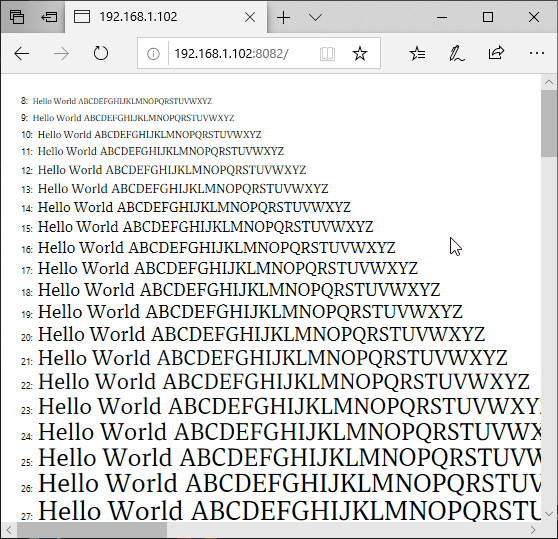 192.168.1.102
192.168.1.102:8082/
8: Hello World ABCDEFGHIJKLMNOPQRSTUVWXYZ
9: Hello World ABCDEFGHIJKLMNOPQRSTUVWXYZ
10: Hello World ABCDEFGHIJKLMNOPQRSTUVWXYZ
11: Hello World ABCDEFGHIJKLMNOPQRSTUVWXYZ
12: Hello World ABCDEFGHIJKLMNOPQRSTUVWXYZ
13: Hello World ABCDEFGHIJKLMNOPQRSTUVWXYZ
14: Hello World ABCDEFGHIJKLMNOPQRSTUVWXYZ
15: Hello World ABCDEFGHIJKLMNOPQRSTUVWXYZ
16: Hello World ABCDEFGHIJKLMNOPQRSTUVWXYZ
17: Hello World ABCDEFGHIJKLMNOPQRSTUVWXYZ
18: Hello World ABCDEFGHIJKLMNOPQRSTUVWXYZ
19: Hello World ABCDEFGHIJKLMNOPQRSTUVWXYZ
20: Hello World ABCDEFGHIJKLMNOPQRSTUVWXYZ
21: Hello World ABCDEFGHIJKLMNOPQRSTUVWXYZ
22: Hello World ABCDEFGHIJKLMNOPQRSTUVWXYZ
23: Hello World ABCDEFGHIJKLMNOPQRSTUVWXY
24: Hello World ABCDEFGHIJKLMNOPQRSTUVWX
25: Hello World ABCDEFGHIJKLMNOPQRSTUVW
26: Hello World ABCDEFGHIJKLMNOPQRSTUV
27: Hello World ABCDEFGHIJKLMNOPQRSTU